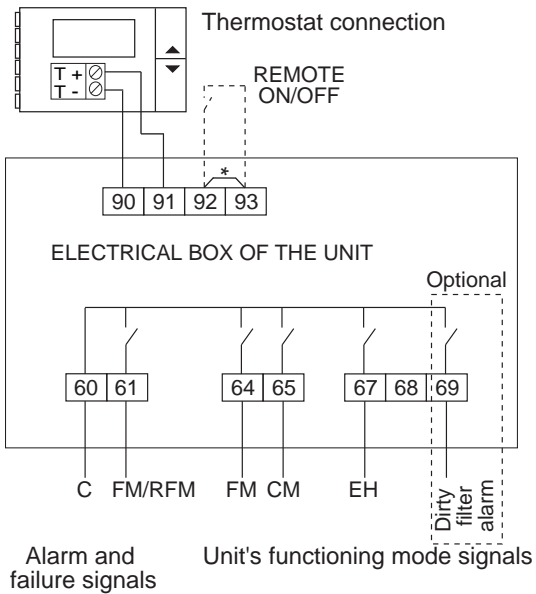 Thermostat connection
T +
T -
REMOTE
ON/OFF
*
90 91 92 93
ELECTRICAL BOX OF THE UNIT
Optional
60 61 64 65 67 68 69
C FM/RFM FM CM EH
Dirty
filter
alarm
Alarm and
failure signals
Unit's functioning mode signals